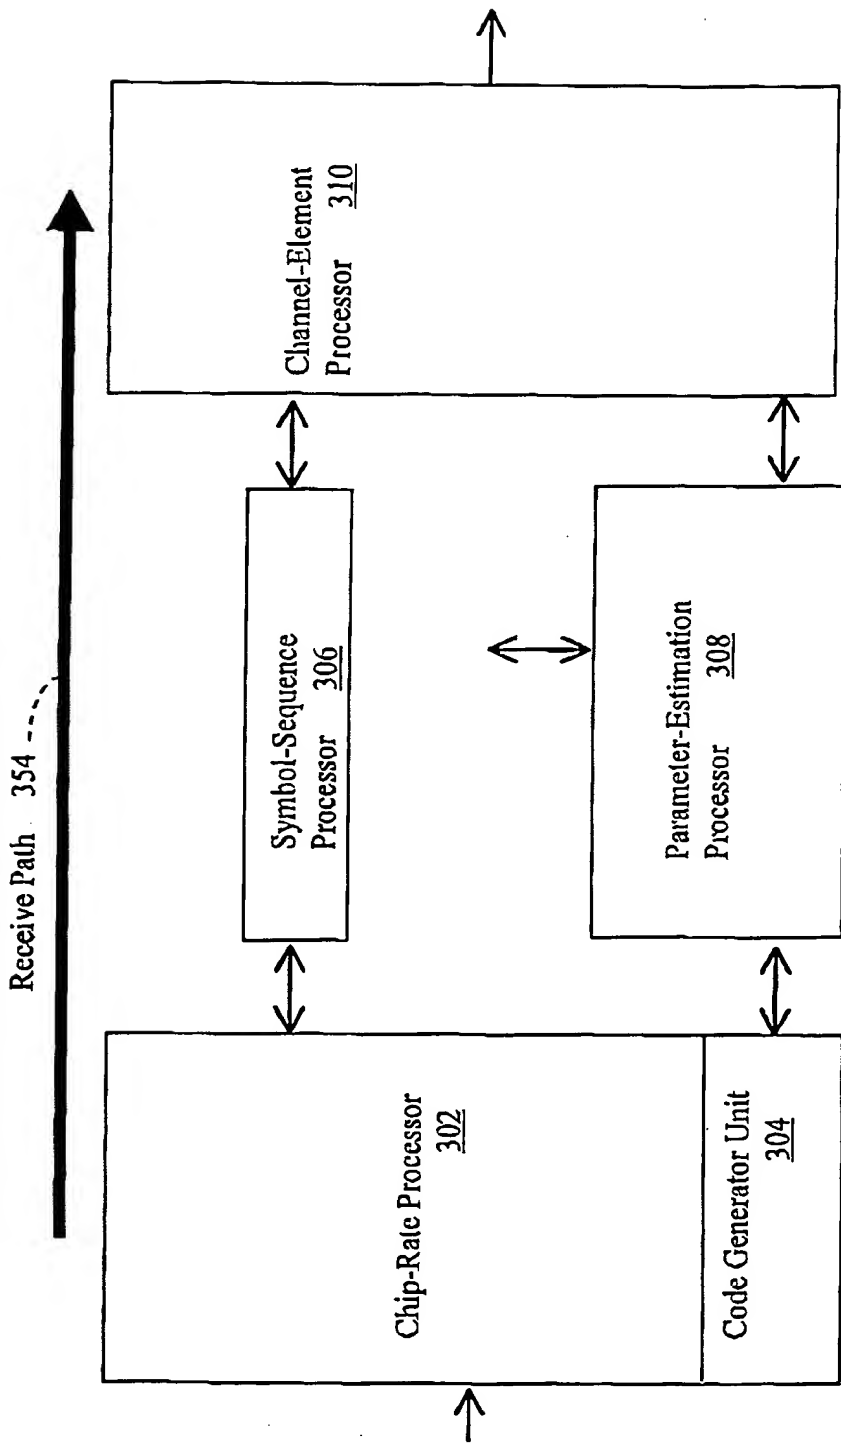 Receive Path 354
Chip-Rate Processor
302
Code Generator Unit
304
Symbol-Sequence
Processor 306
Parameter-Estimation
Processor 308
Channel-Element
Processor 310